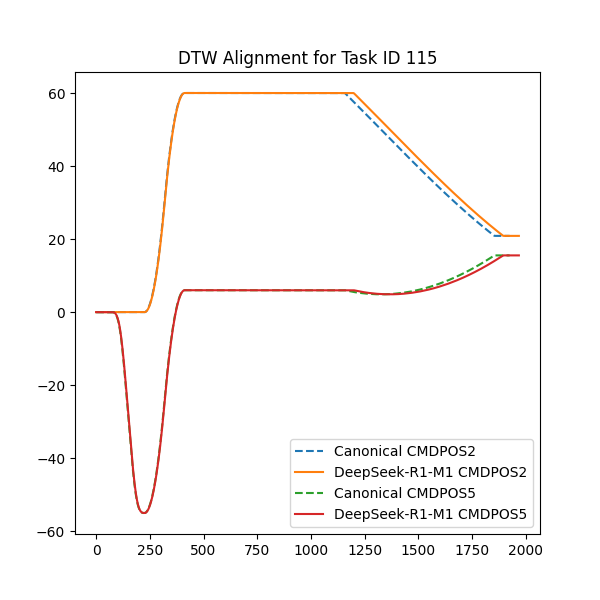 DTW Alignment for Task ID 115
60
40
20
0
−20
−40
−60
0 250 500 750 1000 1250 1500 1750 2000
Canonical CMDPOS2
DeepSeek-R1-M1 CMDPOS2
Canonical CMDPOS5
DeepSeek-R1-M1 CMDPOS5